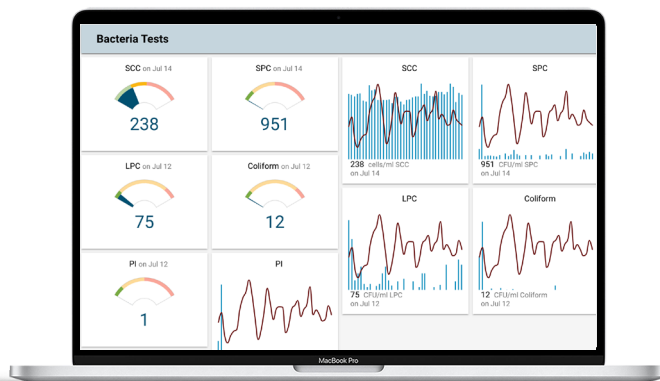 Bacteria Tests
SCC on Jul 14
238
SPC on Jul 14
951
LPC on Jul 12
75
Coliform on Jul 12
12
PI on Jul 12
1
PI
SCC
238 cells/ml SCC
on Jul 14
SPC
951 CFU/ml SPC
on Jul 14
LPC
75 CFU/ml LPC
on Jul 12
Coliform
12 CFU/ml Coliform
on Jul 12
MacBook Pro